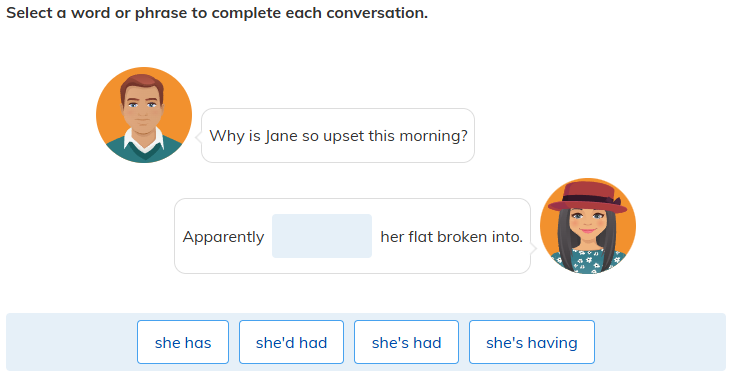 Select a word or phrase to complete each conversation.
Why is Jane so upset this morning?
Apparently her flat broken into.
she has she'd had she's had she's having